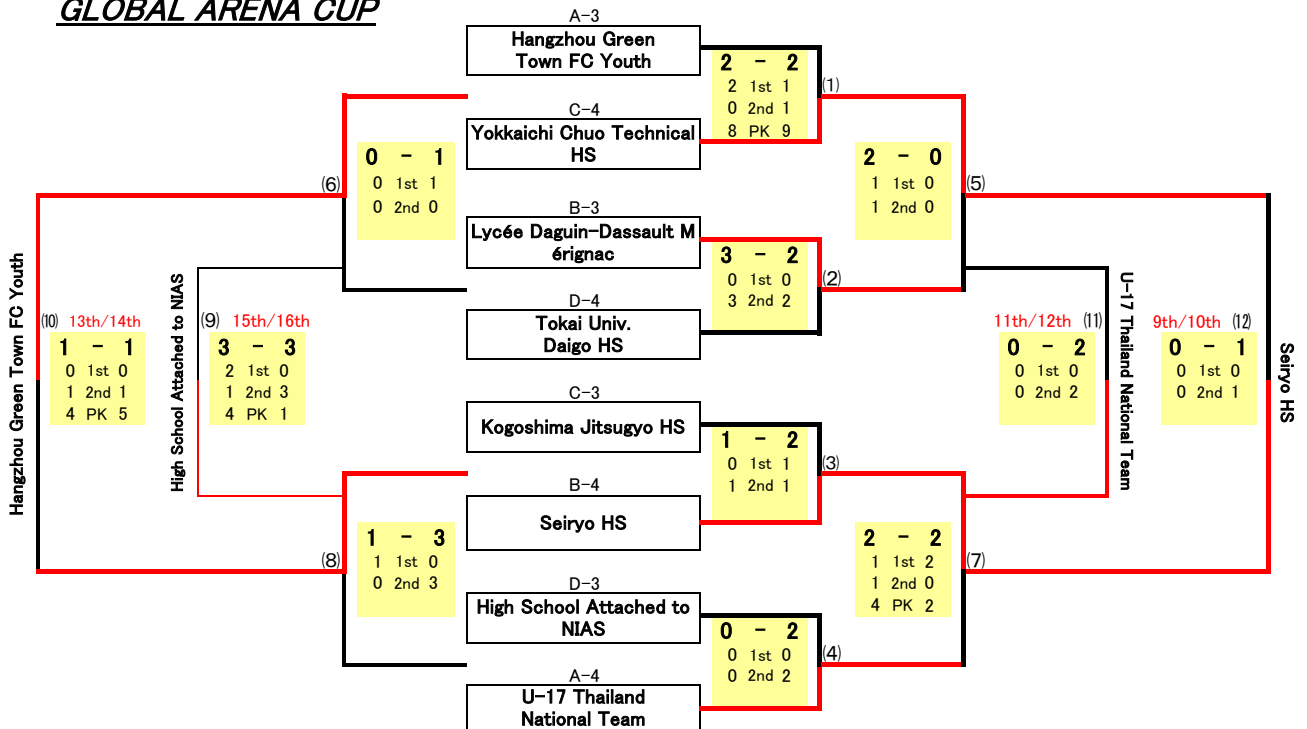 GLOBAL ARENA CUP
A-3
Hangzhou Green
Town FC Youth
2 - 2
2 1st 1
0 2nd 1
8 PK 9
(1)
C-4
Yokkaichi Chuo Technical
HS
0 - 1
0 1st 1
0 2nd 0
(6)
2 - 0
1 1st 0
1 2nd 0
(5)
B-3
Lycée Daguin-Dassault M
érignac
3 - 2
0 1st 0
3 2nd 2
(2)
D-4
Tokai Univ.
Daigo HS
Hangzhou Green Town FC Youth
(10) 13th/14th
1 - 1
0 1st 0
1 2nd 1
4 PK 5
High School Attached to NIAS
(9) 15th/16th
3 - 3
2 1st 0
1 2nd 3
4 PK 1
11th/12th (11)
0 - 2
0 1st 0
0 2nd 2
U-17 Thailand National Team
9th/10th (12)
0 - 1
0 1st 0
0 2nd 1
Seiryo HS
C-3
Kogoshima Jitsugyo HS
1 - 2
0 1st 1
1 2nd 1
(3)
B-4
Seiryo HS
1 - 3
1 1st 0
0 2nd 3
(8)
2 - 2
1 1st 2
1 2nd 0
4 PK 2
(7)
D-3
High School Attached to
NIAS
0 - 2
0 1st 0
0 2nd 2
(4)
A-4
U-17 Thailand
National Team